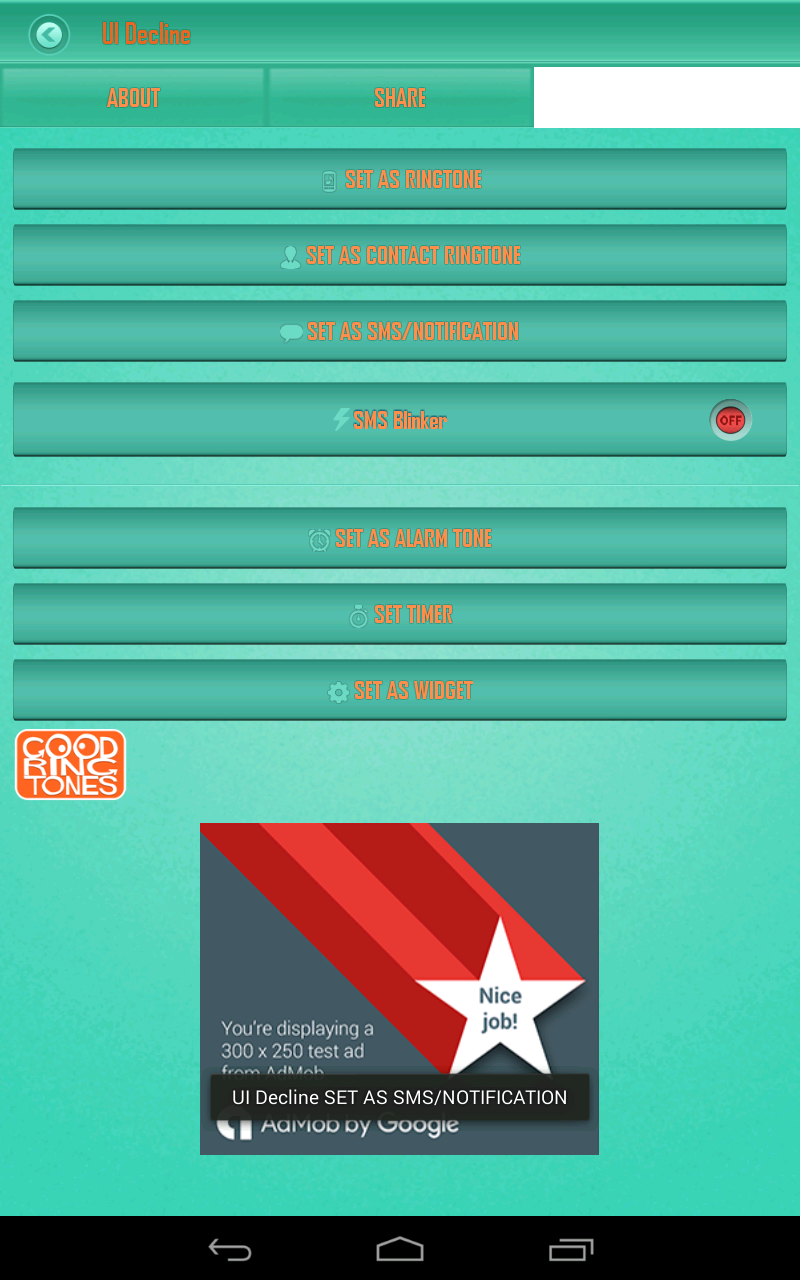 UI Decline
ABOUT
SHARE
SET AS RINGTONE
SET AS CONTACT RINGTONE
SET AS SMS/NOTIFICATION
SMS Blinker
OFF
SET AS ALARM TONE
SET TIMER
SET AS WIDGET
GOOD
RING
TONES
Nice
job!
You're displaying a
300 x 250 test ad
from AdMob
UI Decline SET AS SMS/NOTIFICATION
AdMob by Google